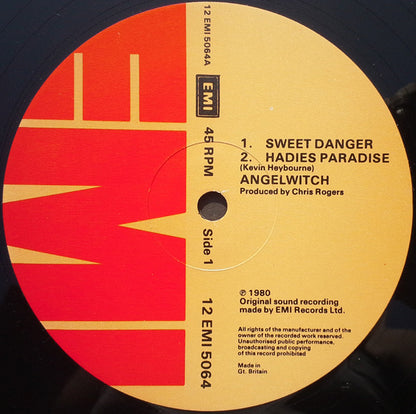 12 EMI 5064A
EMI
EMI
45 RPM
Side 1
12 EMI 5064
1. SWEET DANGER
2. HADIES PARADISE
(Kevin Heybourne)
ANGELWITCH
Produced by Chris Rogers
℗ 1980
Original sound recording
made by EMI Records Ltd.
All rights of the manufacturer and of the
owner of the recorded work reserved.
Unauthorised public performance,
broadcasting and copying
of this record prohibited
Made in
Gt. Britain